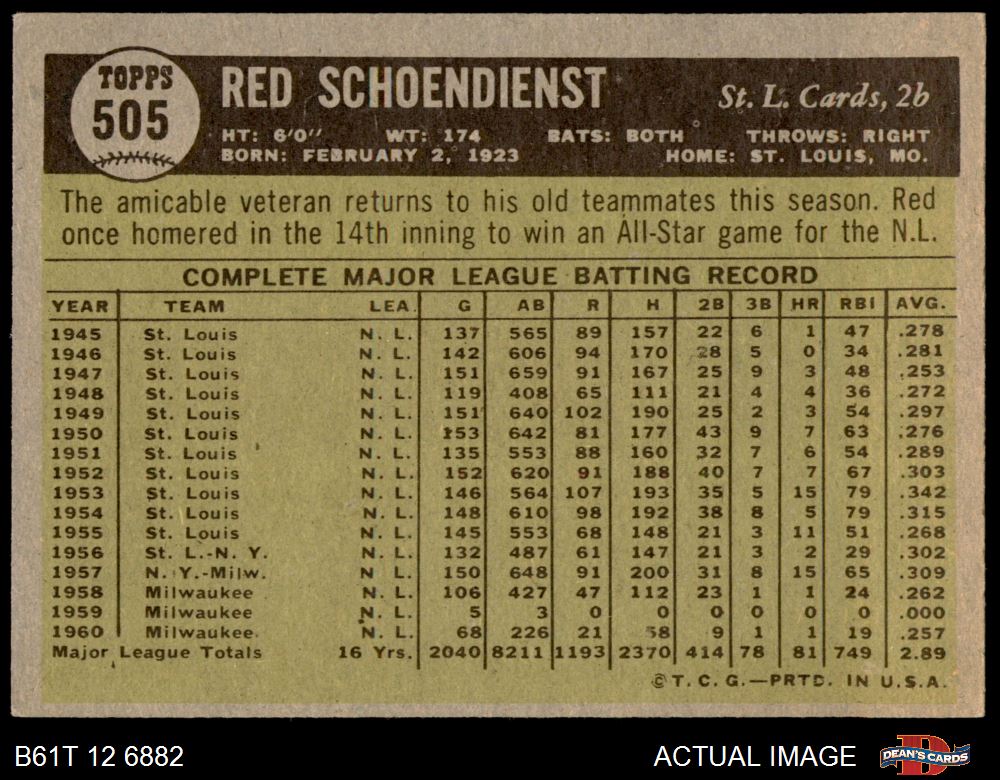 TOPPS
505
RED SCHOENDIENST
St. L. Cards, 2b
HT: 6'0" WT: 174 BATS: BOTH THROWS: RIGHT
BORN: FEBRUARY 2, 1923 HOME: ST. LOUIS, MO.
The amicable veteran returns to his old teammates this season. Red
once homered in the 14th inning to win an All-Star game for the N.L.
COMPLETE MAJOR LEAGUE BATTING RECORD
YEAR TEAM LEA. G AB R H 2B 3B HR RBI AVG.
1945 St. Louis N. L. 137 565 89 157 22 6 1 47 .278
1946 St. Louis N. L. 142 606 94 170 28 5 0 34 .281
1947 St. Louis N. L. 151 659 91 167 25 9 3 48 .253
1948 St. Louis N. L. 119 408 65 111 21 4 4 36 .272
1949 St. Louis N. L. 151 640 102 190 25 2 3 54 .297
1950 St. Louis N. L. 153 642 81 177 43 9 7 63 .276
1951 St. Louis N. L. 135 553 88 160 32 7 6 54 .289
1952 St. Louis N. L. 152 620 91 188 40 7 7 67 .303
1953 St. Louis N. L. 146 564 107 193 35 5 15 79 .342
1954 St. Louis N. L. 148 610 98 192 38 8 5 79 .315
1955 St. Louis N. L. 145 553 68 148 21 3 11 51 .268
1956 St. L.-N. Y. N. L. 132 487 61 147 21 3 2 29 .302
1957 N. Y.-Milw. N L. 150 648 91 200 31 8 15 65 .309
1958 Milwaukee N. L. 106 427 47 112 23 1 1 24 .262
1959 Milwaukee N. L. 5 3 0 0 0 0 0 0 .000
1960 Milwaukee N. L. 68 226 21 58 9 1 1 19 .257
Major League Totals 16 Yrs. 2040 8211 1193 2370 414 78 81 749 2.89
© T. C. G.—PRTD. IN U.S.A.
B61T 12 6882
ACTUAL IMAGE
DEAN'S CARDS